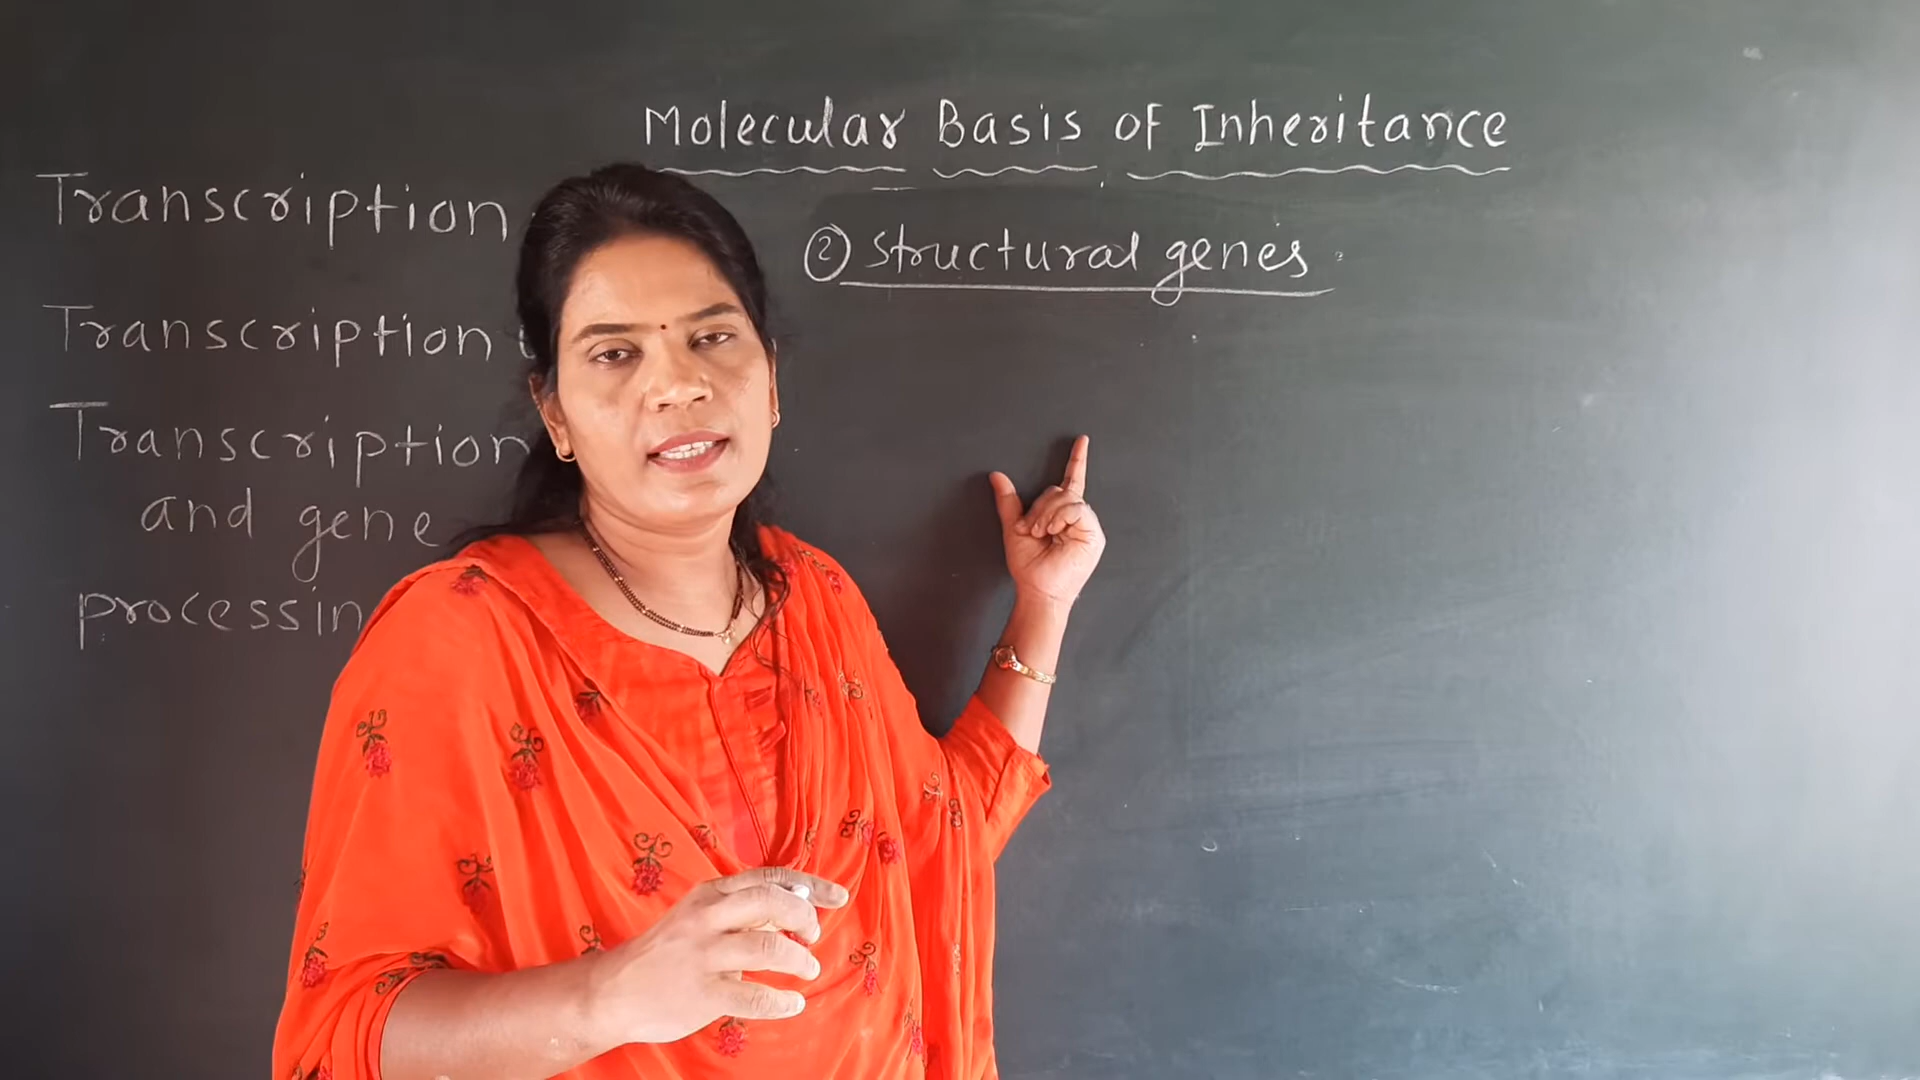 Molecular Basis of Inheritance
Transcription
② structural genes
Transcription
Transcription
and gene
processin